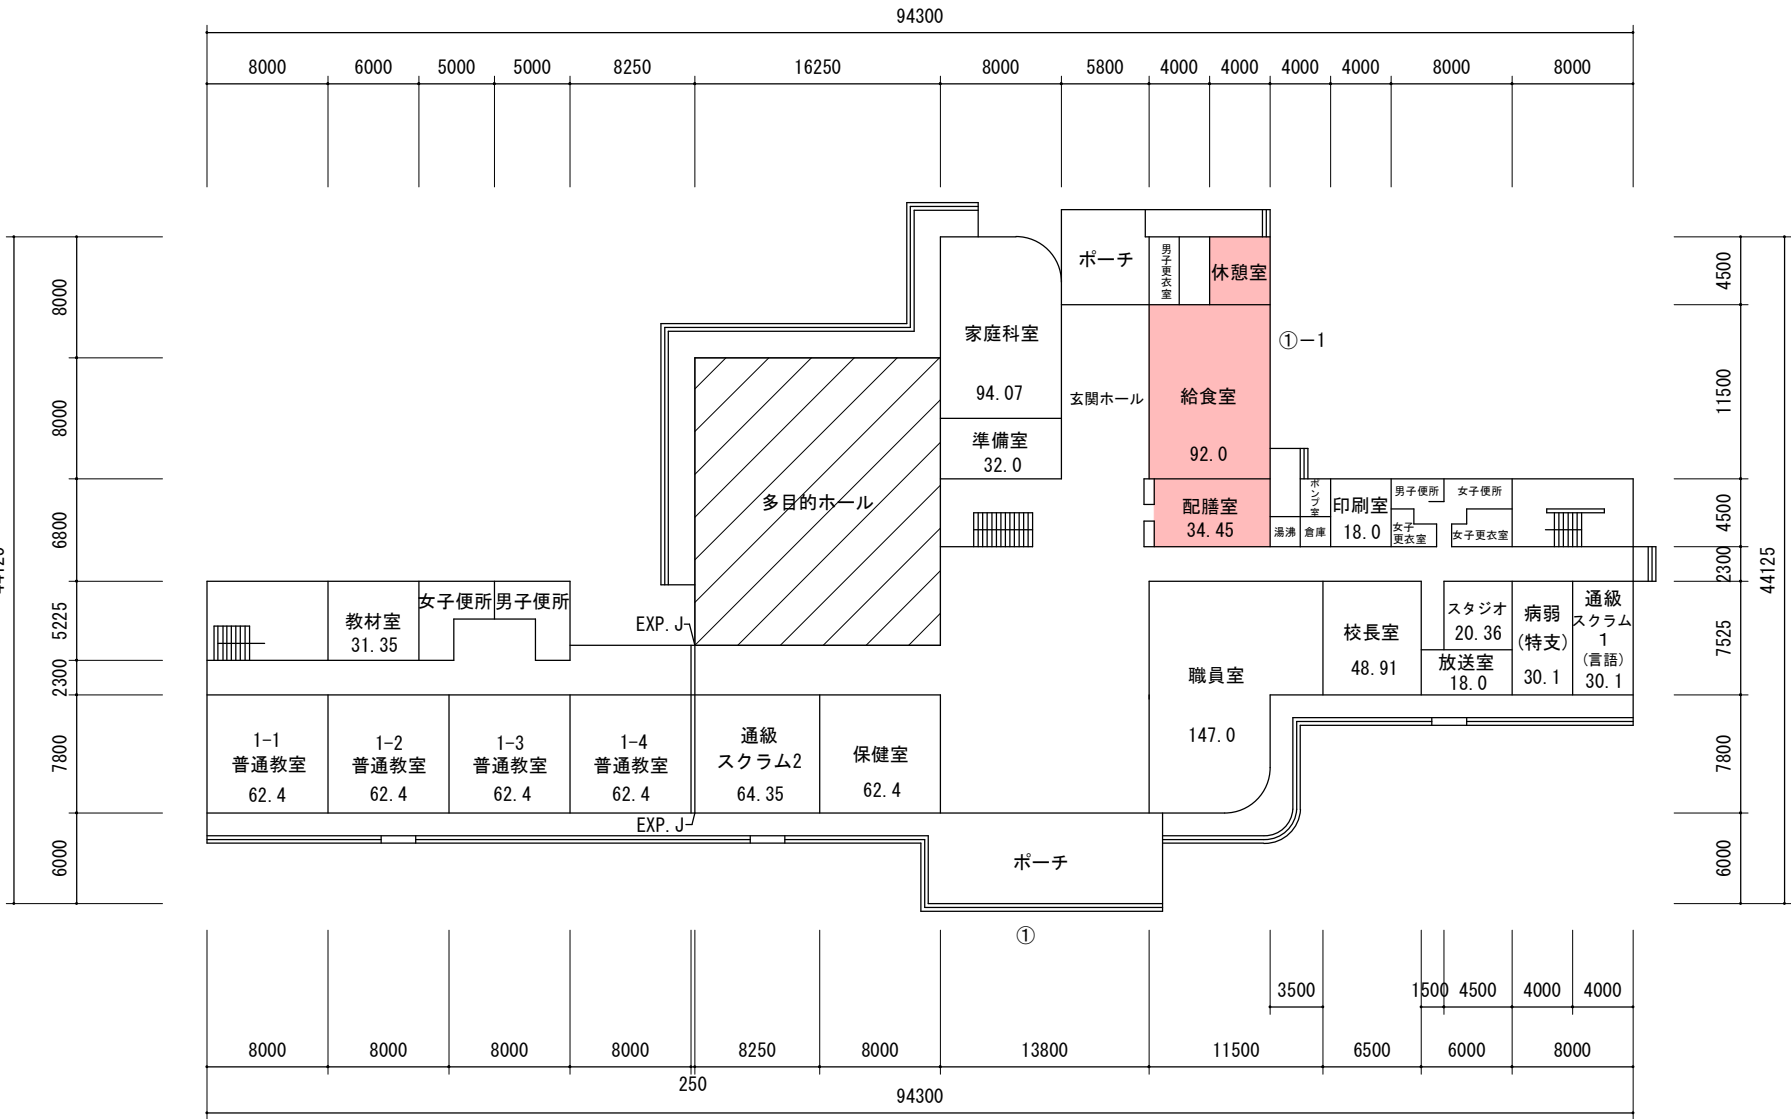 94300
8000 6000 5000 5000 8250 16250 8000 5800 4000 4000 4000 4000 8000 8000
8000
8000
6800
5225
2300
7800
6000
4500
11500
4500
2300
7525
7800
6000
44125
ポーチ
男子更衣室
休憩室
家庭科室
94.07
①-1
玄関ホール
給食室
92.0
準備室
32.0
多目的ホール
配膳室
34.45
ポンプ室
湯沸
倉庫
印刷室
18.0
男子便所
女子便所
女子
更衣室
女子更衣室
教材室
31.35
女子便所
男子便所
EXP.J
職員室
147.0
校長室
48.91
スタジオ
20.36
放送室
18.0
病弱
(特支)
30.1
通級
スクラム
1
(言語)
30.1
1-1
普通教室
62.4
1-2
普通教室
62.4
1-3
普通教室
62.4
1-4
普通教室
62.4
通級
スクラム2
64.35
保健室
62.4
EXP.J
ポーチ
①
3500 1500 4500 4000 4000
8000 8000 8000 8000 8250 8000 13800 11500 6500 6000 8000
250
94300